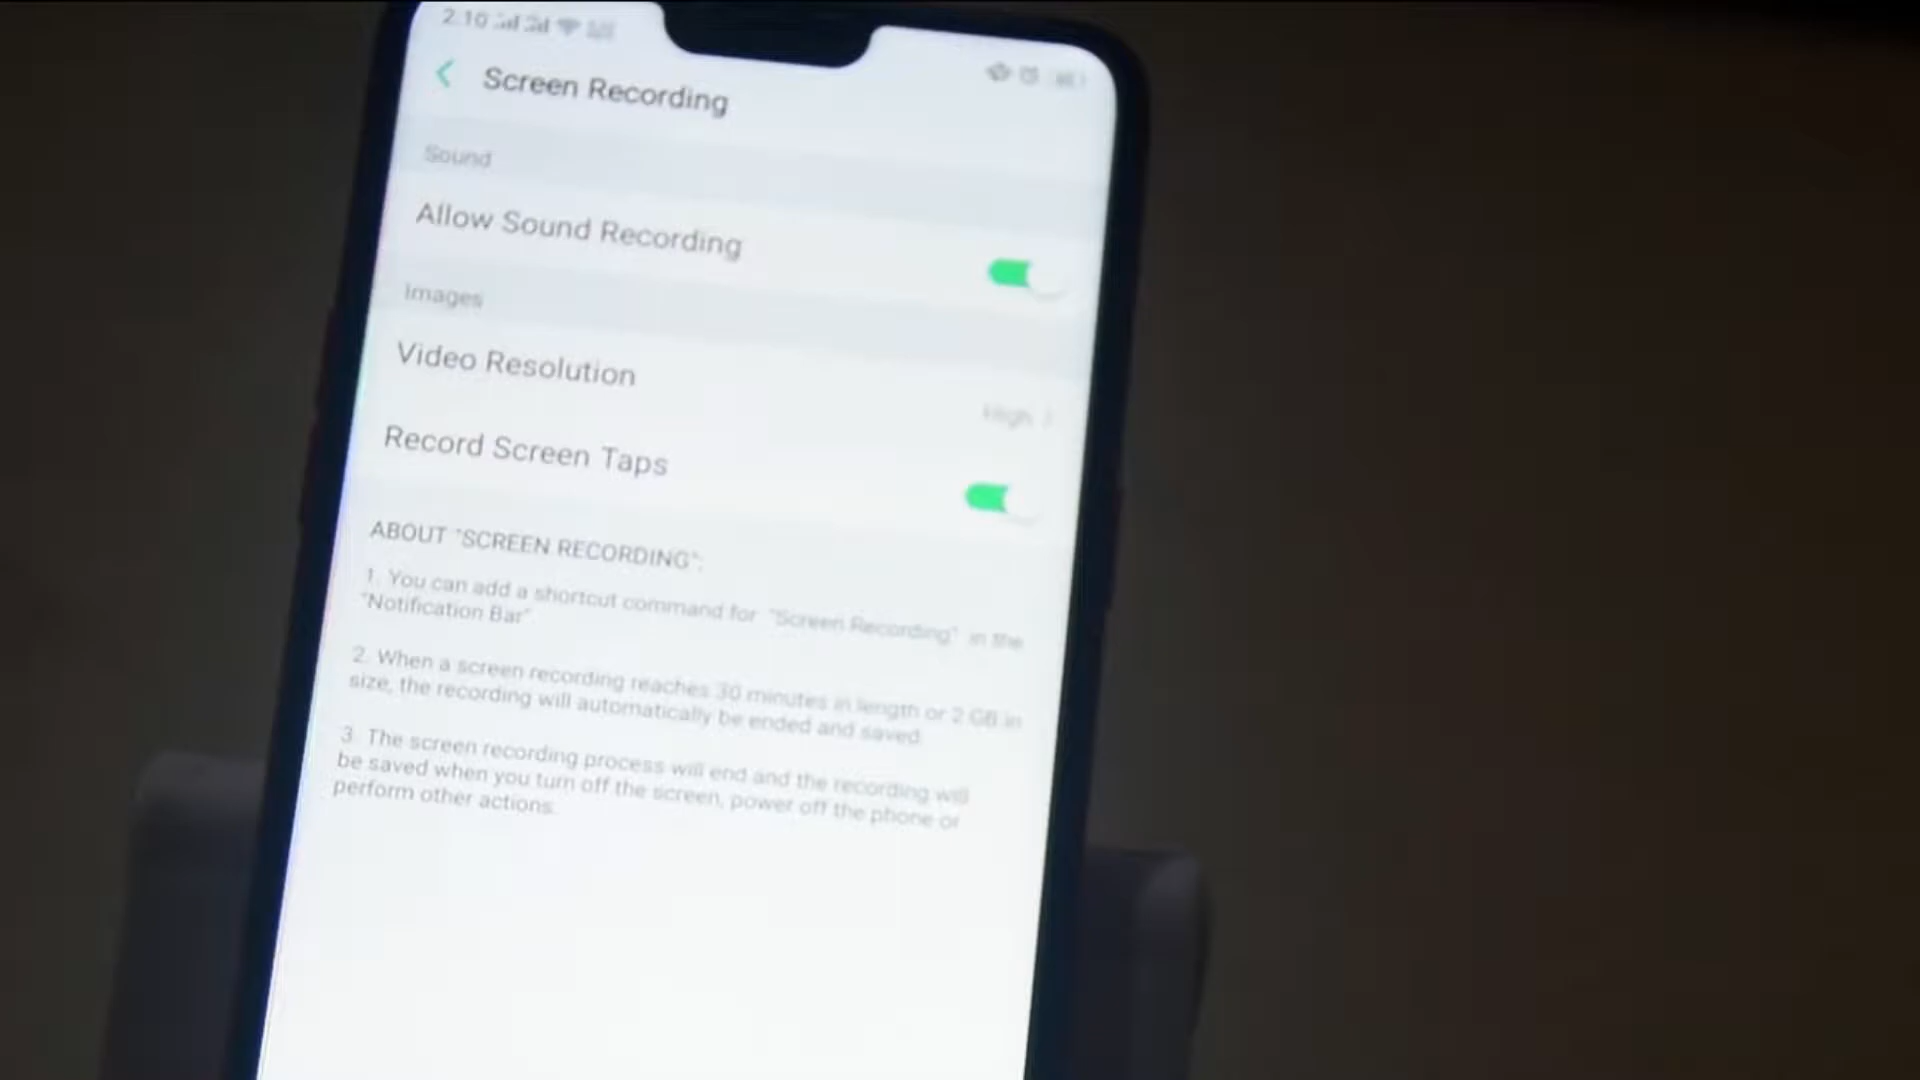 2:10
Screen Recording
Sound
Allow Sound Recording
Images
Video Resolution
High
Record Screen Taps
ABOUT "SCREEN RECORDING":
1. You can add a shortcut command for "Screen Recording" in the
"Notification Bar"
2. When a screen recording reaches 30 minutes in length or 2 GB in
size, the recording will automatically be ended and saved.
3. The screen recording process will end and the recording will
be saved when you turn off the screen, power off the phone or
perform other actions.